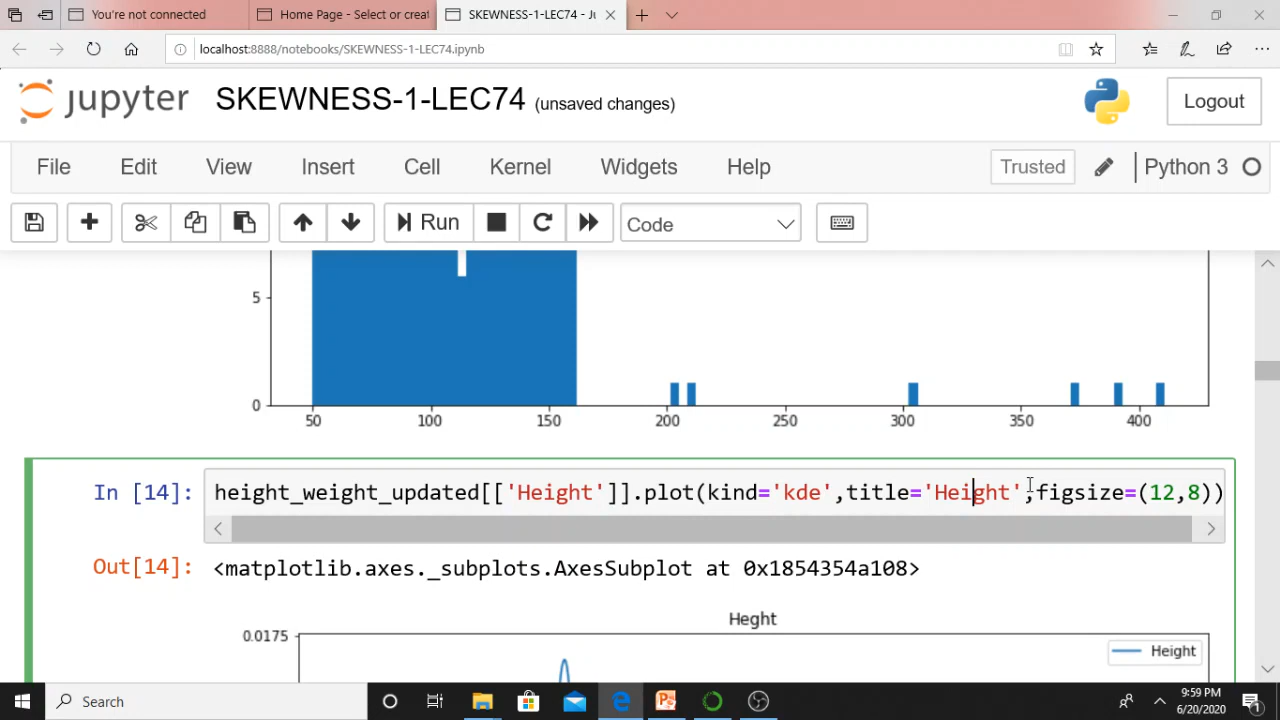 You're not connected
Home Page - Select or creat
SKEWNESS-1-LEC74 - Ju
localhost:8888/notebooks/SKEWNESS-1-LEC74.ipynb
jupyter SKEWNESS-1-LEC74 (unsaved changes)
Logout
File Edit View Insert Cell Kernel Widgets Help
Trusted Python 3
Run Code
5
0
50 100 150 200 250 300 350 400
In [14]: height_weight_updated[['Height']].plot(kind='kde',title='Height',figsize=(12,8))
Out[14]: <matplotlib.axes._subplots.AxesSubplot at 0x1854354a108>
Heght
0.0175
Height
Search
9:59 PM
6/20/2020
1